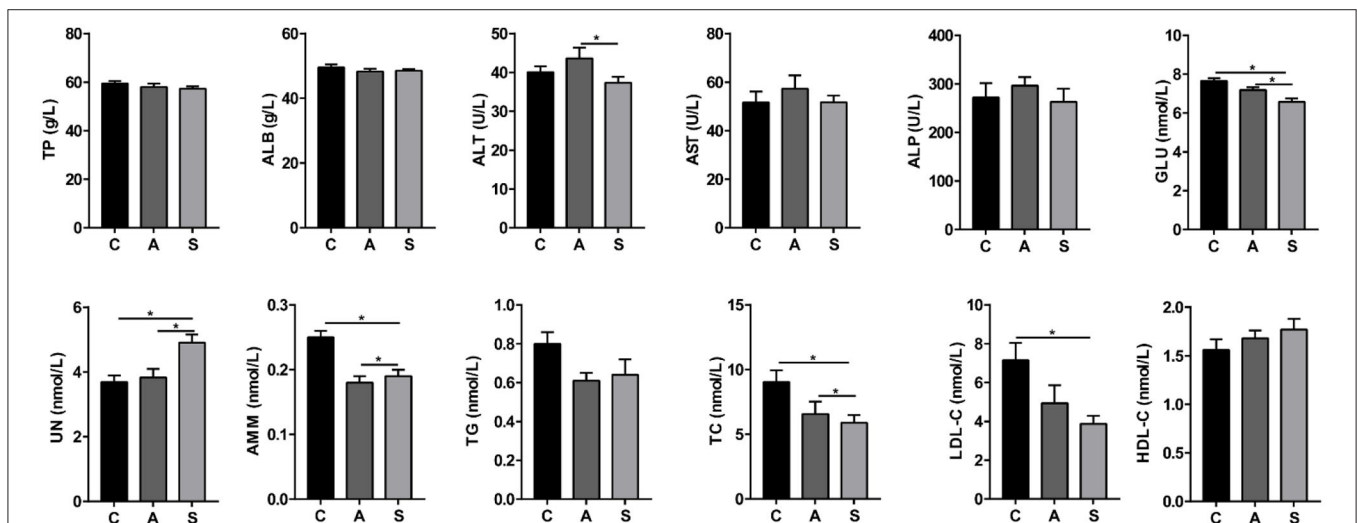 TP (g/L)
80
60
40
20
0
C A S
ALB (g/L)
60
40
20
0
C A S
ALT (U/L)
50
40
30
20
10
0
*
C A S
AST (U/L)
80
60
40
20
0
C A S
ALP (U/L)
400
300
200
100
0
C A S
GLU (nmol/L)
10
8
6
4
2
0
*
*
C A S
UN (nmol/L)
6
4
2
0
*
*
C A S
AMM (nmol/L)
0.3
0.2
0.1
0.0
*
*
C A S
TG (nmol/L)
1.0
0.8
0.6
0.4
0.2
0.0
C A S
TC (nmol/L)
15
10
5
0
*
*
C A S
LDL-C (nmol/L)
10
8
6
4
2
0
*
C A S
HDL-C (nmol/L)
2.0
1.5
1.0
0.5
0.0
C A S